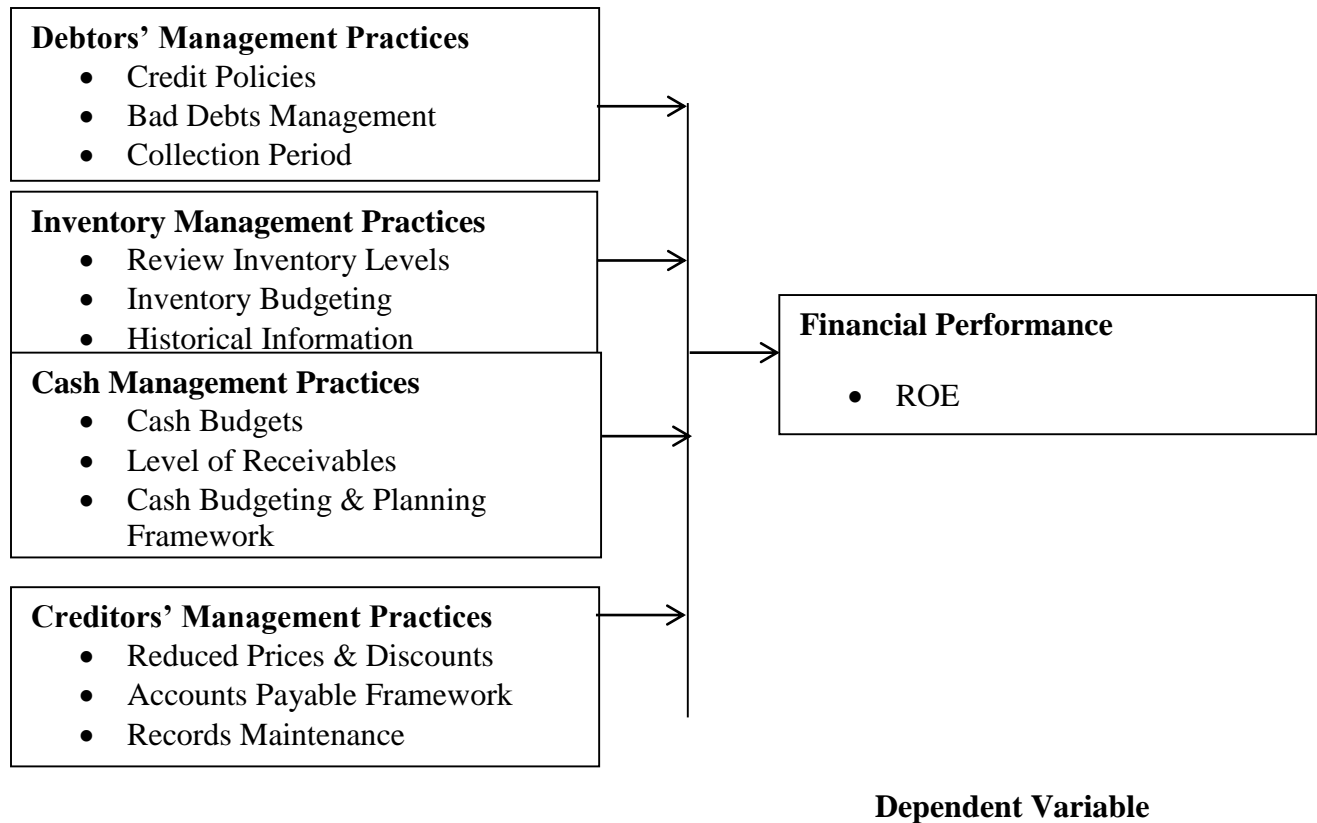 Debtors’ Management Practices
• Credit Policies
• Bad Debts Management
• Collection Period
Inventory Management Practices
• Review Inventory Levels
• Inventory Budgeting
• Historical Information
Cash Management Practices
• Cash Budgets
• Level of Receivables
• Cash Budgeting & Planning
Framework
Creditors’ Management Practices
• Reduced Prices & Discounts
• Accounts Payable Framework
• Records Maintenance
Financial Performance
• ROE
Dependent Variable